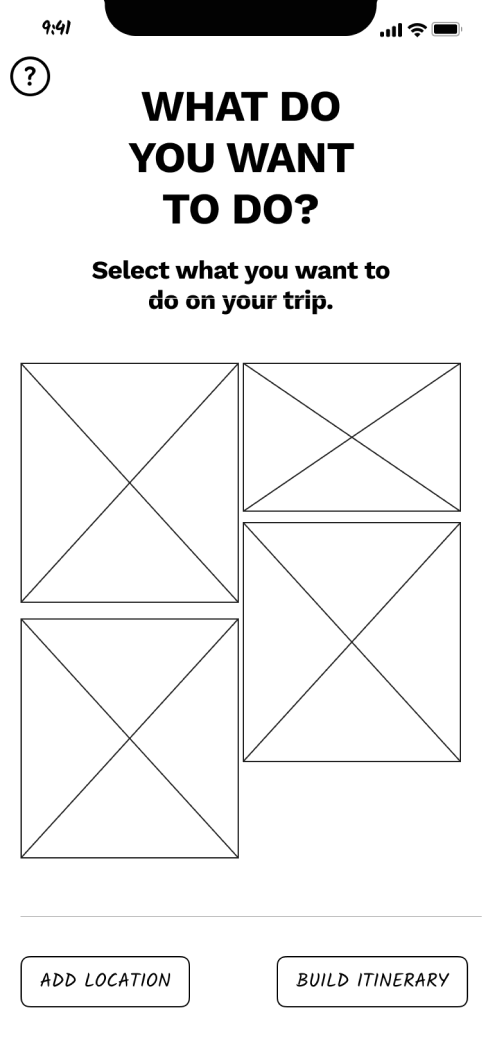 9:41
?
WHAT DO
YOU WANT
TO DO?
Select what you want to
do on your trip.
ADD LOCATION
BUILD ITINERARY